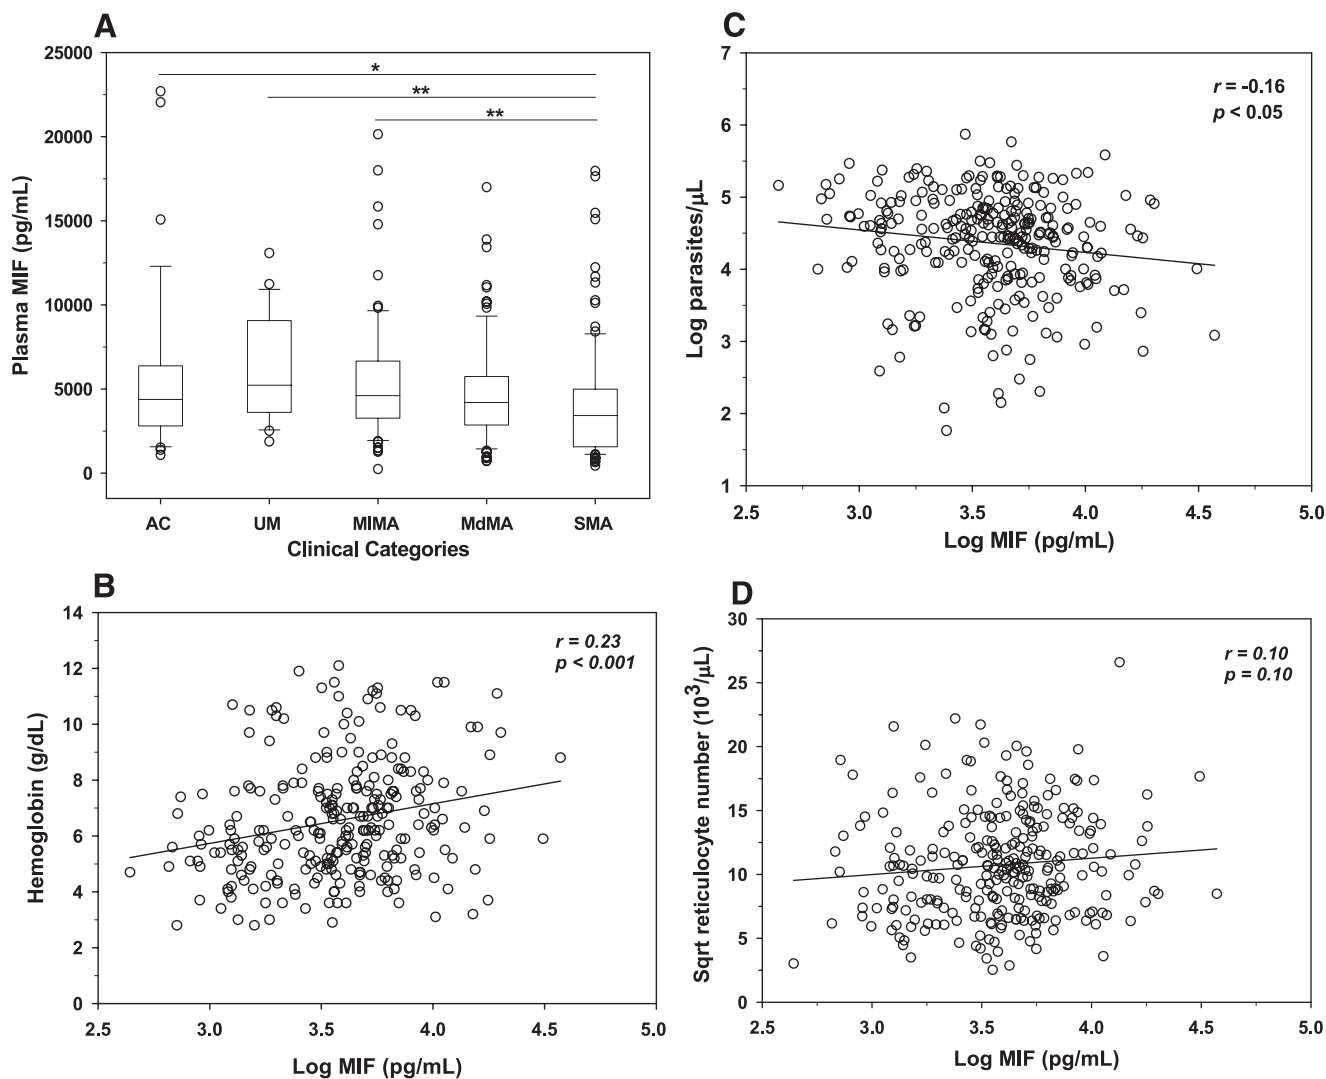 A
Plasma MIF (pg/mL)
25000
20000
15000
10000
5000
0
*
**
**
AC UM MlMA MdMA SMA
Clinical Categories
B
Hemoglobin (g/dL)
14
12
10
8
6
4
2
0
r = 0.23
p < 0.001
2.5 3.0 3.5 4.0 4.5 5.0
Log MIF (pg/mL)
C
Log parasites/µL
7
6
5
4
3
2
1
r = -0.16
p < 0.05
2.5 3.0 3.5 4.0 4.5 5.0
Log MIF (pg/mL)
D
Sqrt reticulocyte number (10³/µL)
30
25
20
15
10
5
0
r = 0.10
p = 0.10
2.5 3.0 3.5 4.0 4.5 5.0
Log MIF (pg/mL)